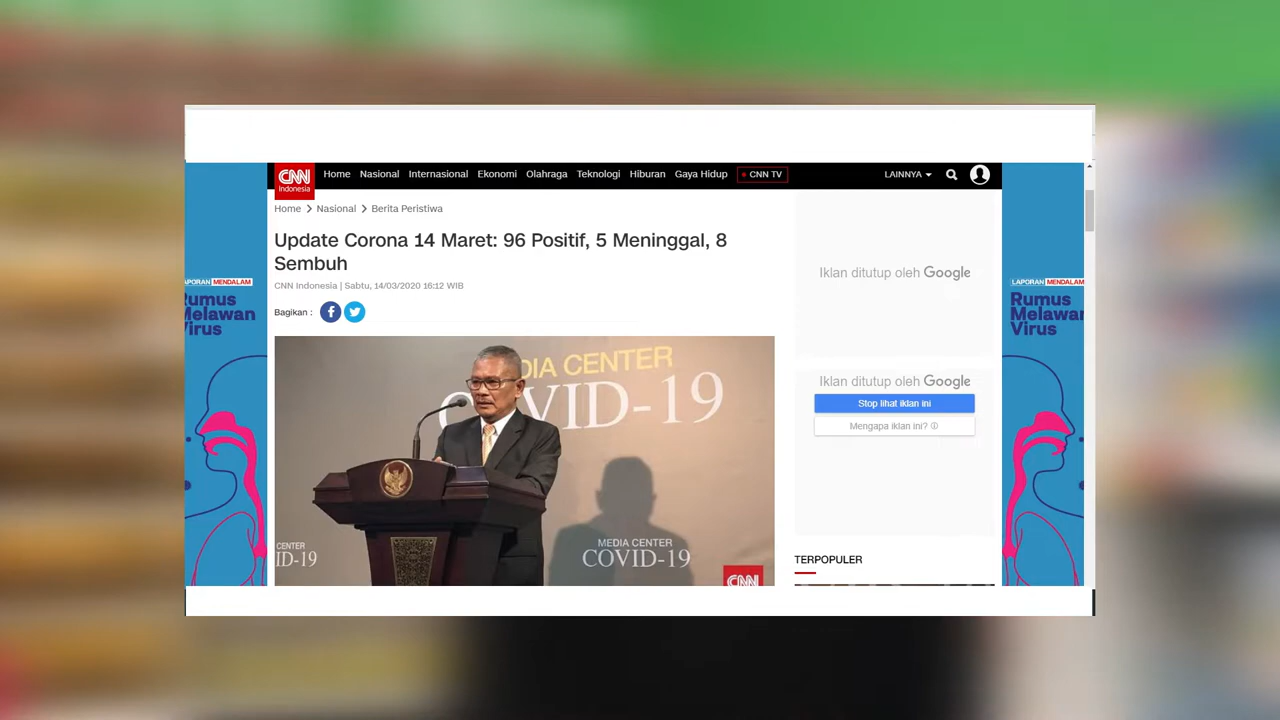 CNN
Indonesia
Home Nasional Internasional Ekonomi Olahraga Teknologi Hiburan Gaya Hidup CNN TV LAINNYA
Home > Nasional > Berita Peristiwa
Update Corona 14 Maret: 96 Positif, 5 Meninggal, 8
Sembuh
CNN Indonesia | Sabtu, 14/03/2020 16:12 WIB
Bagikan :
MEDIA CENTER
COVID-19
CENTER
ID-19
MEDIA CENTER
COVID-19
CNN
Iklan ditutup oleh Google
Iklan ditutup oleh Google
Stop lihat iklan ini
Mengapa iklan ini?
TERPOPULER
APORAN MENDALAM
Rumus
Melawan
Virus
LAPORAN MENDALAM
Rumus
Melawan
Virus